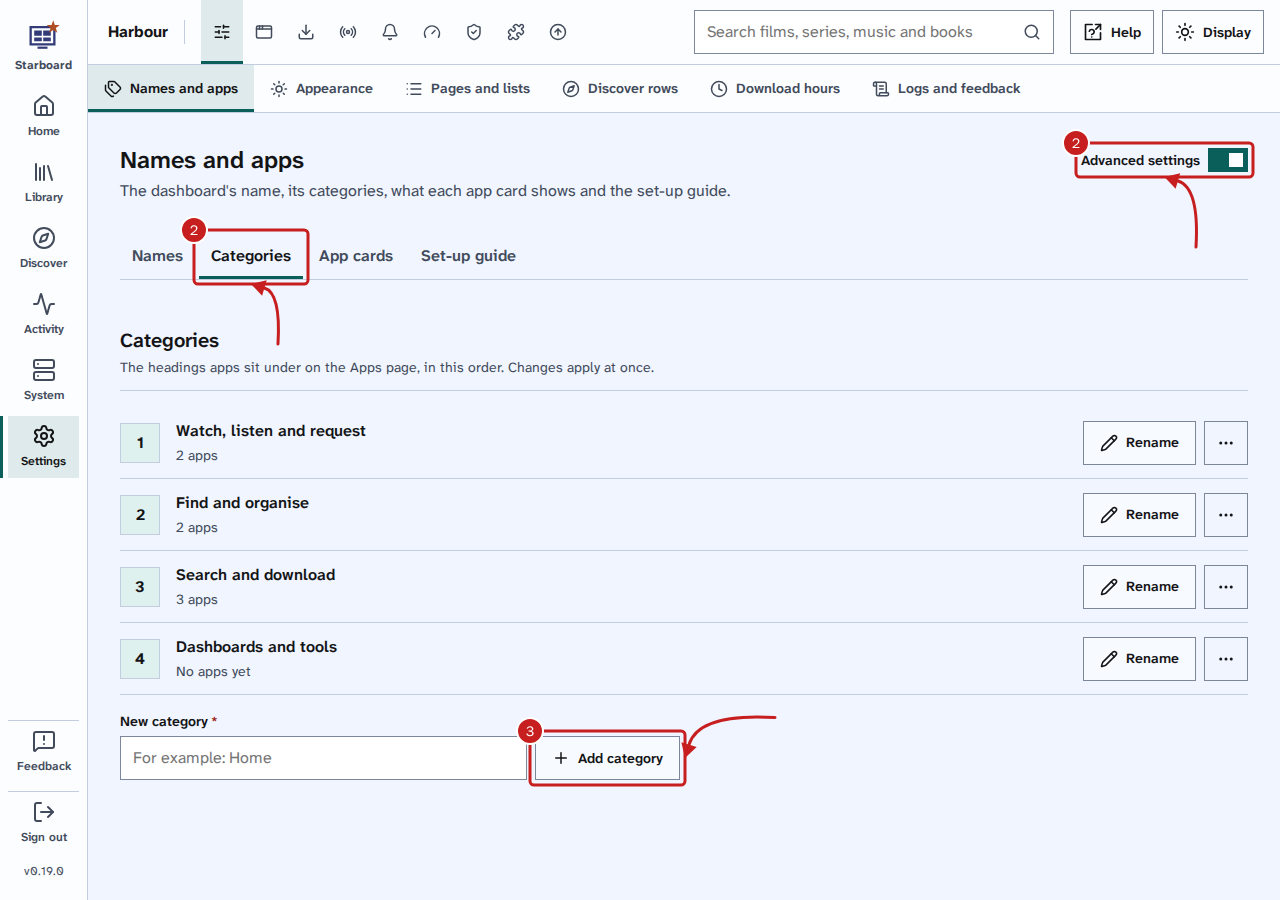 Starboard
Home
Library
Discover
Activity
System
Settings
Feedback
Sign out
v0.19.0
Harbour
Search films, series, music and books
Help
Display
Names and apps
Appearance
Pages and lists
Discover rows
Download hours
Logs and feedback
Names and apps
The dashboard's name, its categories, what each app card shows and the set-up guide.
2
Advanced settings
2
Names
Categories
App cards
Set-up guide
Categories
The headings apps sit under on the Apps page, in this order. Changes apply at once.
1
Watch, listen and request
2 apps
Rename
2
Find and organise
2 apps
Rename
3
Search and download
3 apps
Rename
4
Dashboards and tools
No apps yet
Rename
New category *
For example: Home
3
Add category